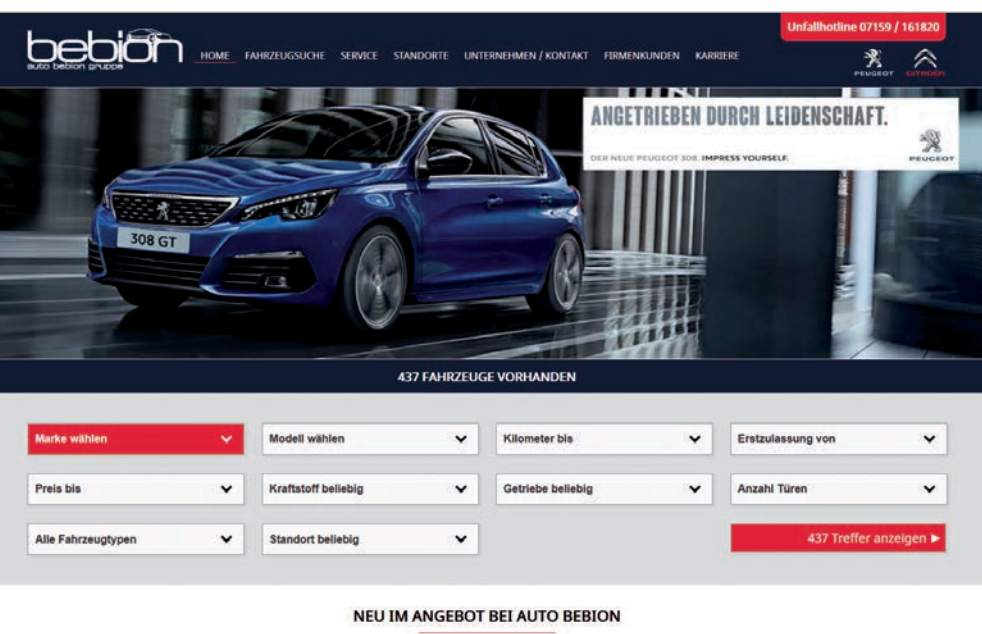 Unfallhotline 07159 / 161820
bebion
auto bebion gruppe
HOME FAHRZEUGSUCHE SERVICE STANDORTE UNTERNEHMEN / KONTAKT FIRMENKUNDEN KARRIERE
PEUGEOT CITROËN
ANGETRIEBEN DURCH LEIDENSCHAFT.
DER NEUE PEUGEOT 308. IMPRESS YOURSELF.
PEUGEOT
308 GT
437 FAHRZEUGE VORHANDEN
Marke wählen Modell wählen Kilometer bis Erstzulassung von
Preis bis Kraftstoff beliebig Getriebe beliebig Anzahl Türen
Alle Fahrzeugtypen Standort beliebig 437 Treffer anzeigen
NEU IM ANGEBOT BEI AUTO BEBION